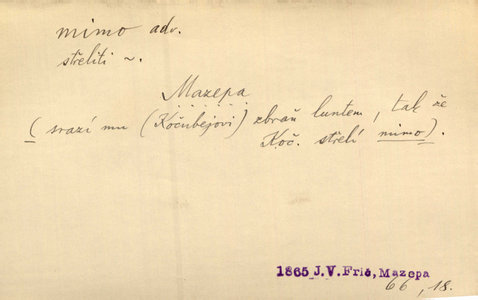 mimo adv.
střeliti ~.
Mazepa
(srazí mu (Kočubejovi) zbraň luntem, tak že
Koč. střelí mimo).
1865 J.V.Frič, Mazepa
66, 18.